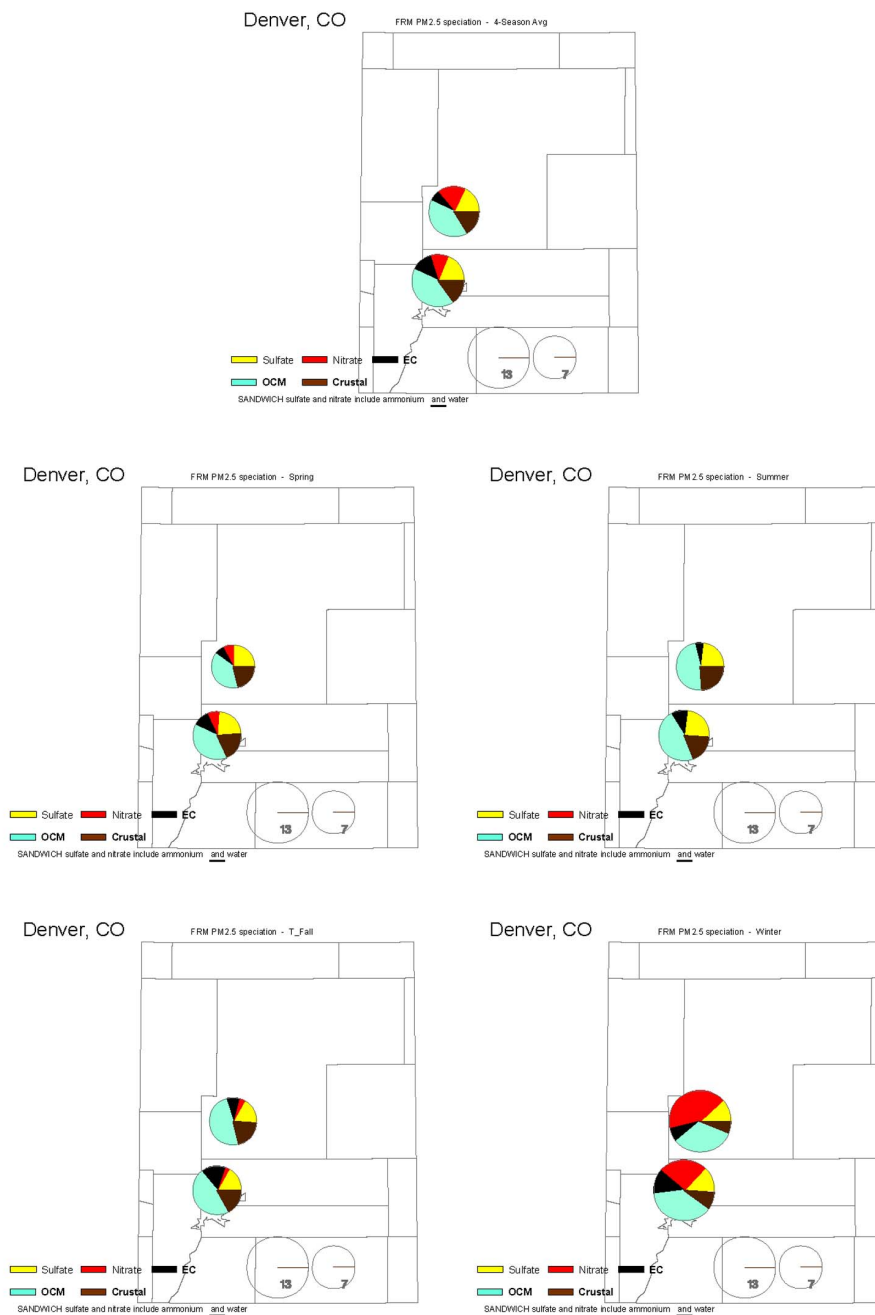 Denver, CO
FRM PM2.5 speciation - 4-Season Avg
Sulfate Nitrate EC
13 7
OCM Crustal
SANDWICH sulfate and nitrate include ammonium and water
Denver, CO
FRM PM2.5 speciation - Spring
Sulfate Nitrate EC
13 7
OCM Crustal
SANDWICH sulfate and nitrate include ammonium and water
Denver, CO
FRM PM2.5 speciation - Summer
Sulfate Nitrate EC
13 7
OCM Crustal
SANDWICH sulfate and nitrate include ammonium and water
Denver, CO
FRM PM2.5 speciation - T_Fall
Sulfate Nitrate EC
13 7
OCM Crustal
SANDWICH sulfate and nitrate include ammonium and water
Denver, CO
FRM PM2.5 speciation - Winter
Sulfate Nitrate EC
13 7
OCM Crustal
SANDWICH sulfate and nitrate include ammonium and water